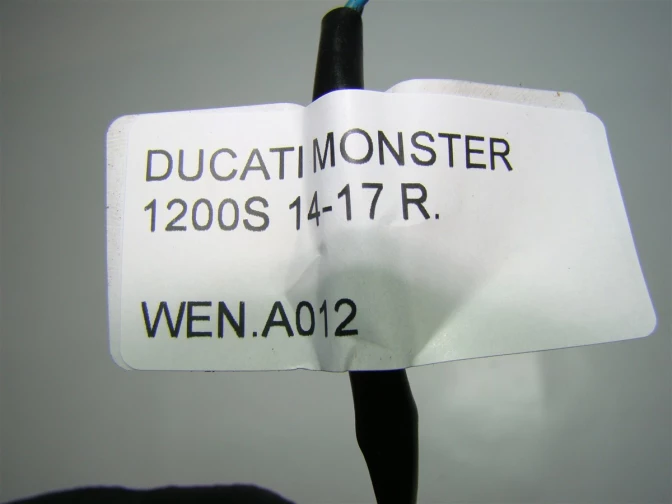 DUCATI MONSTER
1200S 14-17 R.
WEN.A012